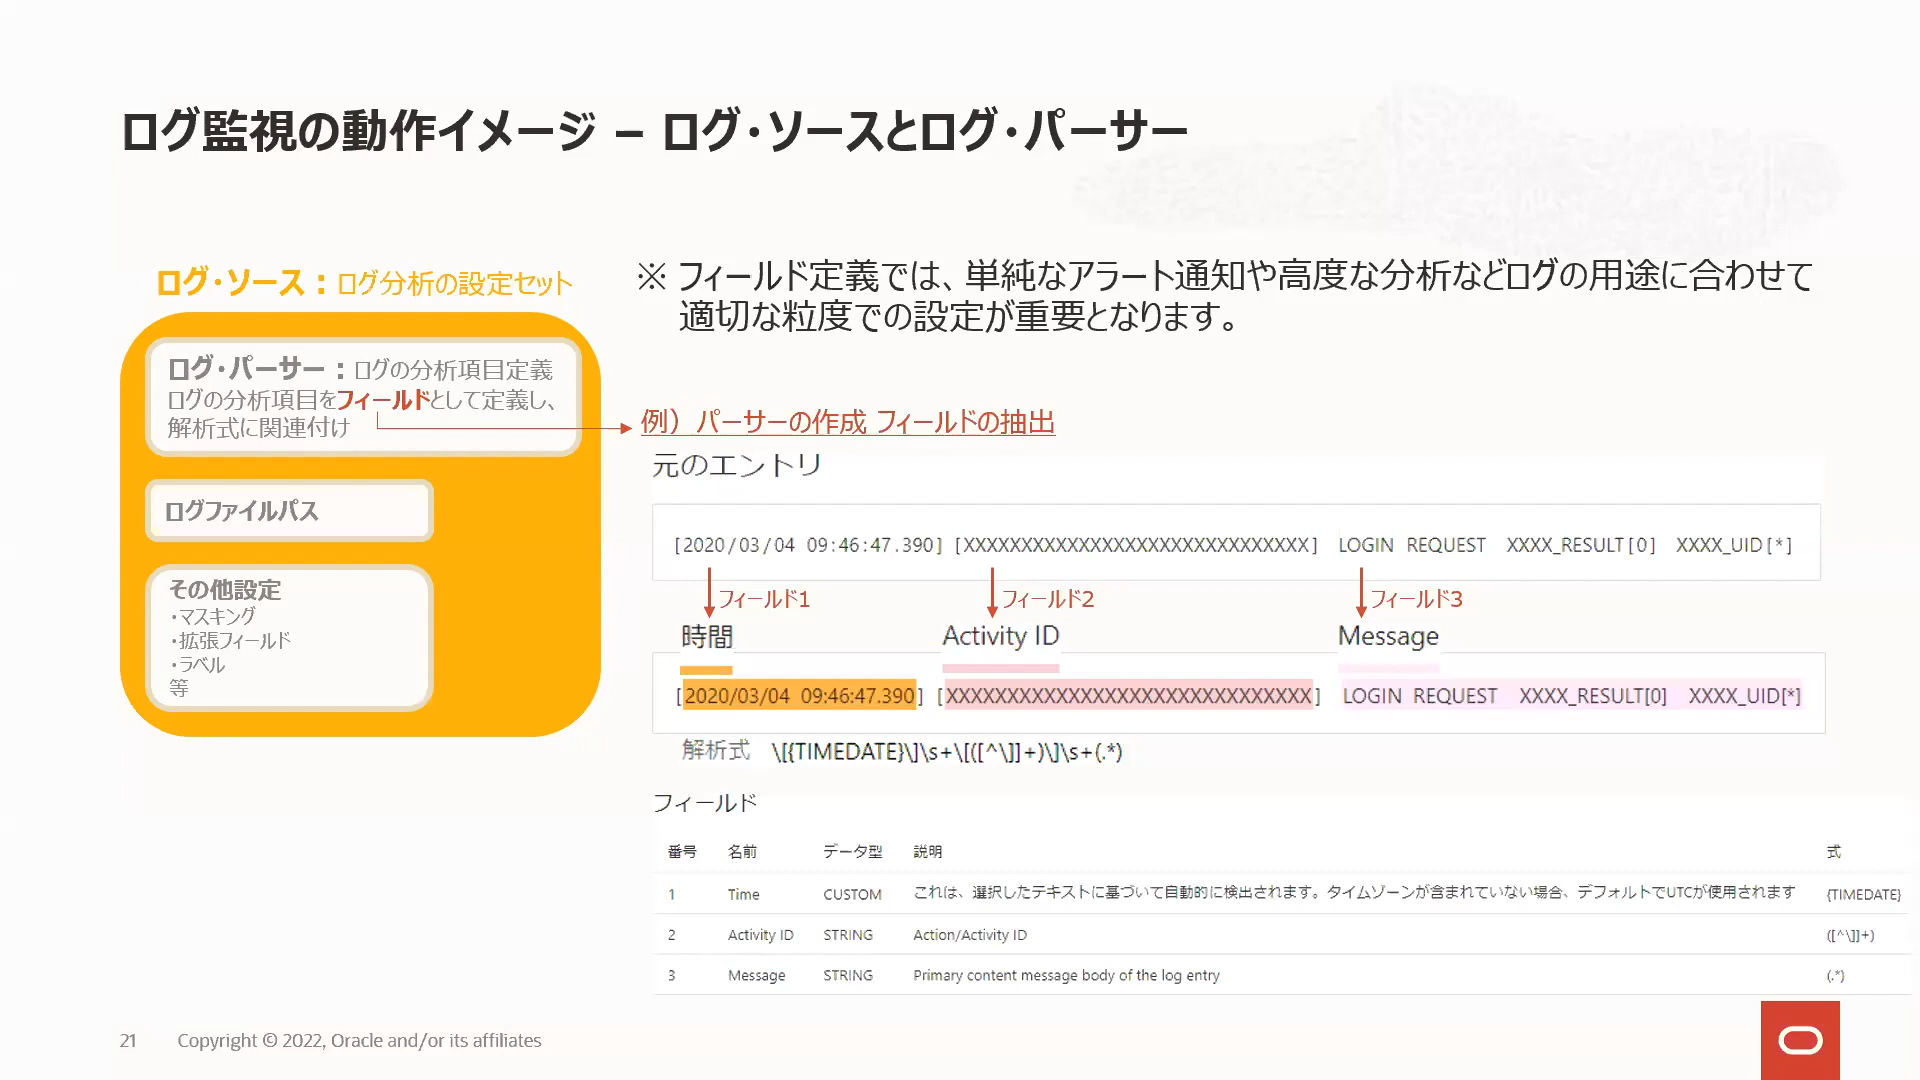 ログ監視の動作イメージ – ログ・ソースとログ・パーサー
ログ・ソース：ログ分析の設定セット
ログ・パーサー：ログの分析項目定義
ログの分析項目をフィールドとして定義し、
解析式に関連付け
ログファイルパス
その他設定
・マスキング
・拡張フィールド
・ラベル
等
※ フィールド定義では、単純なアラート通知や高度な分析などログの用途に合わせて
適切な粒度での設定が重要となります。
例）パーサーの作成 フィールドの抽出
元のエントリ
[2020/03/04 09:46:47.390] [XXXXXXXXXXXXXXXXXXXXXXXXXXXXXX] LOGIN REQUEST XXXX_RESULT[0] XXXX_UID[*]
フィールド1 フィールド2 フィールド3
時間 Activity ID Message
[2020/03/04 09:46:47.390] [XXXXXXXXXXXXXXXXXXXXXXXXXXXXXX] LOGIN REQUEST XXXX_RESULT[0] XXXX_UID[*]
解析式 \[{TIMEDATE}\]\s+\[([^\]]+)\]\s+(.*)
フィールド
番号 名前 データ型 説明 式
1 Time CUSTOM これは、選択したテキストに基づいて自動的に検出されます。タイムゾーンが含まれていない場合、デフォルトでUTCが使用されます {TIMEDATE}
2 Activity ID STRING Action/Activity ID ([^\]]+)
3 Message STRING Primary content message body of the log entry (.*)
21 Copyright © 2022, Oracle and/or its affiliates